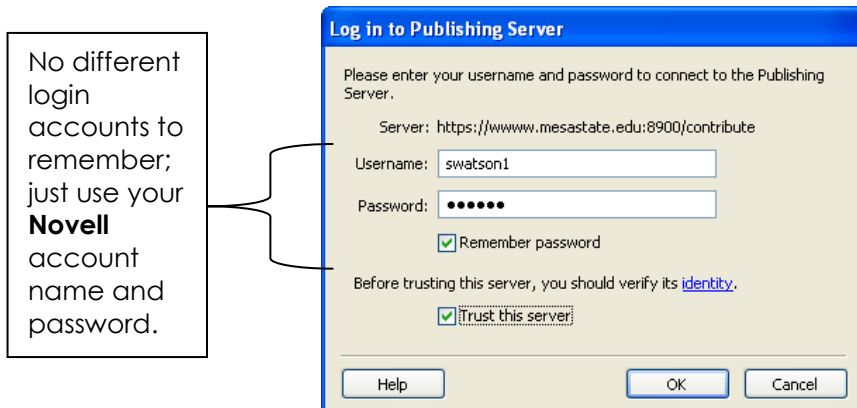 No different
login
accounts to
remember;
just use your
Novell
account
name and
password.
Log in to Publishing Server
Please enter your username and password to connect to the Publishing
Server.
Server: https://wwww.mesastate.edu:8900/contribute
Username: swatson1
Password: ●●●●●●
Remember password
Before trusting this server, you should verify its identity.
Trust this server
Help OK Cancel